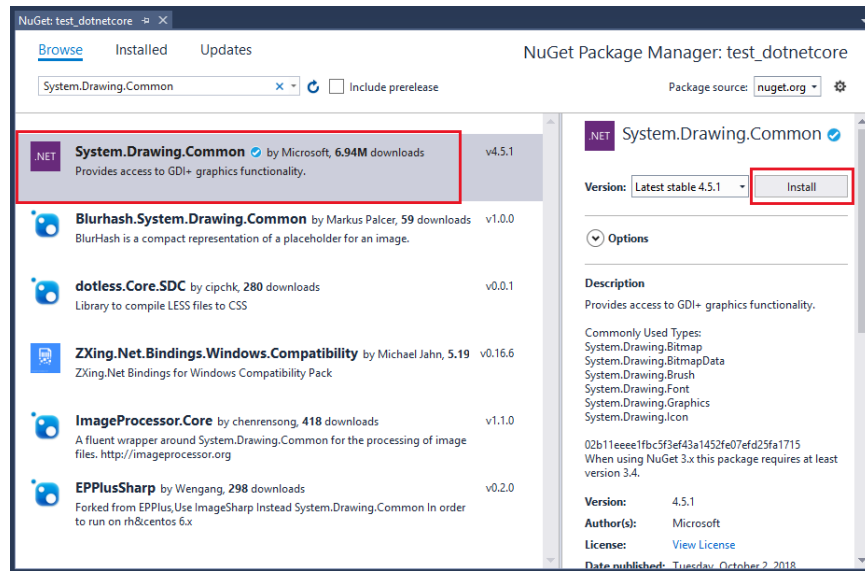 NuGet: test_dotnetcore
Browse Installed Updates
NuGet Package Manager: test_dotnetcore
System.Drawing.Common
Include prerelease
Package source: nuget.org
.NET
System.Drawing.Common by Microsoft, 6.94M downloads v4.5.1
Provides access to GDI+ graphics functionality.
Blurhash.System.Drawing.Common by Markus Palcer, 59 downloads v1.0.0
BlurHash is a compact representation of a placeholder for an image.
dotless.Core.SDC by cipchk, 280 downloads v0.0.1
Library to compile LESS files to CSS
ZXing.Net.Bindings.Windows.Compatibility by Michael Jahn, 5.19 v0.16.6
ZXing.Net Bindings for Windows Compatibility Pack
ImageProcessor.Core by chenrensong, 418 downloads v1.1.0
A fluent wrapper around System.Drawing.Common for the processing of image
files. http://imageprocessor.org
EPPlusSharp by Wengang, 298 downloads v0.2.0
Forked from EPPlus,Use ImageSharp Instead System.Drawing.Common In order
to run on rh&centos 6.x
.NET
System.Drawing.Common
Version: Latest stable 4.5.1 Install
Options
Description
Provides access to GDI+ graphics functionality.
Commonly Used Types:
System.Drawing.Bitmap
System.Drawing.BitmapData
System.Drawing.Brush
System.Drawing.Font
System.Drawing.Graphics
System.Drawing.Icon
02b11eeee1fbc5f3ef43a1452fe07efd25fa1715
When using NuGet 3.x this package requires at least
version 3.4.
Version: 4.5.1
Author(s): Microsoft
License: View License
Date published: Tuesday, October 2, 2018